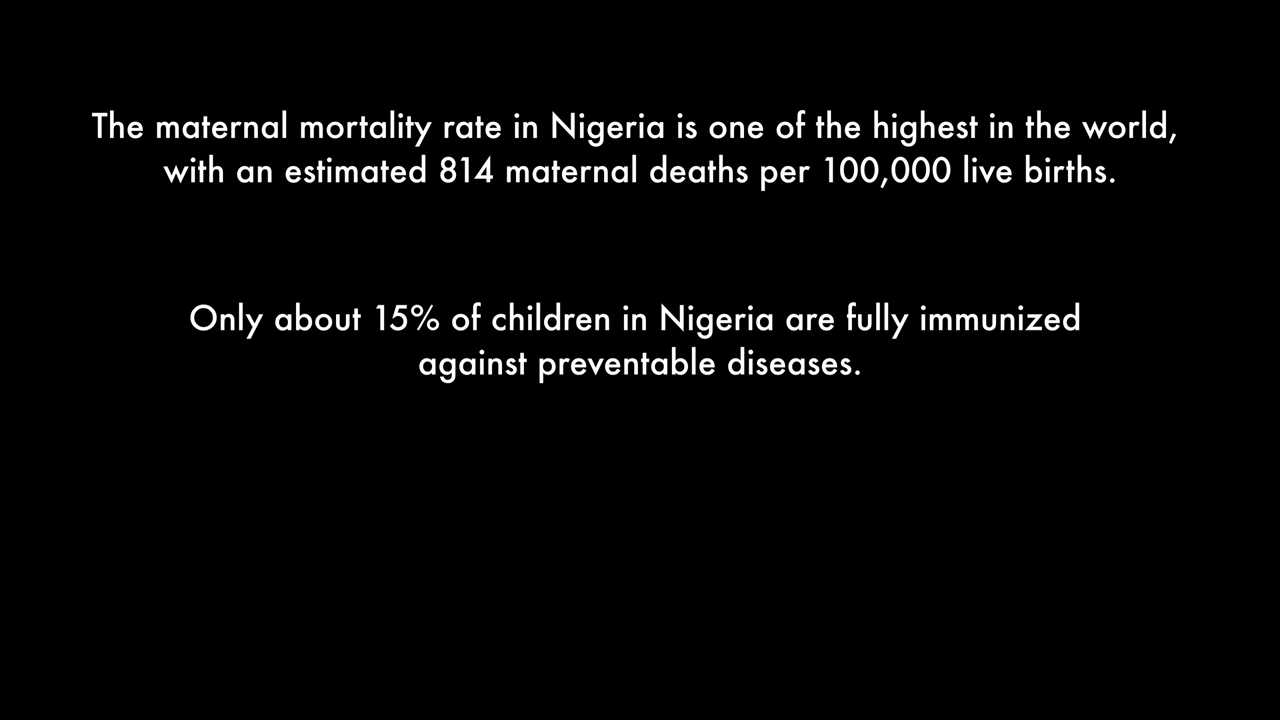 The maternal mortality rate in Nigeria is one of the highest in the world,
with an estimated 814 maternal deaths per 100,000 live births.
Only about 15% of children in Nigeria are fully immunized
against preventable diseases.